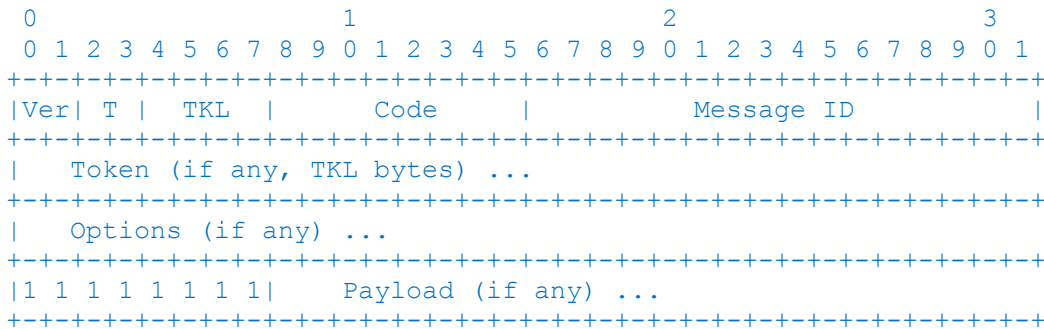 0                   1                   2                   3
 0 1 2 3 4 5 6 7 8 9 0 1 2 3 4 5 6 7 8 9 0 1 2 3 4 5 6 7 8 9 0 1
+-+-+-+-+-+-+-+-+-+-+-+-+-+-+-+-+-+-+-+-+-+-+-+-+-+-+-+-+-+-+-+-+
|Ver| T |  TKL  |      Code     |          Message ID           |
+-+-+-+-+-+-+-+-+-+-+-+-+-+-+-+-+-+-+-+-+-+-+-+-+-+-+-+-+-+-+-+-+
|   Token (if any, TKL bytes) ...
+-+-+-+-+-+-+-+-+-+-+-+-+-+-+-+-+-+-+-+-+-+-+-+-+-+-+-+-+-+-+-+-+
|   Options (if any) ...
+-+-+-+-+-+-+-+-+-+-+-+-+-+-+-+-+-+-+-+-+-+-+-+-+-+-+-+-+-+-+-+-+
|1 1 1 1 1 1 1 1|    Payload (if any) ...
+-+-+-+-+-+-+-+-+-+-+-+-+-+-+-+-+-+-+-+-+-+-+-+-+-+-+-+-+-+-+-+-+